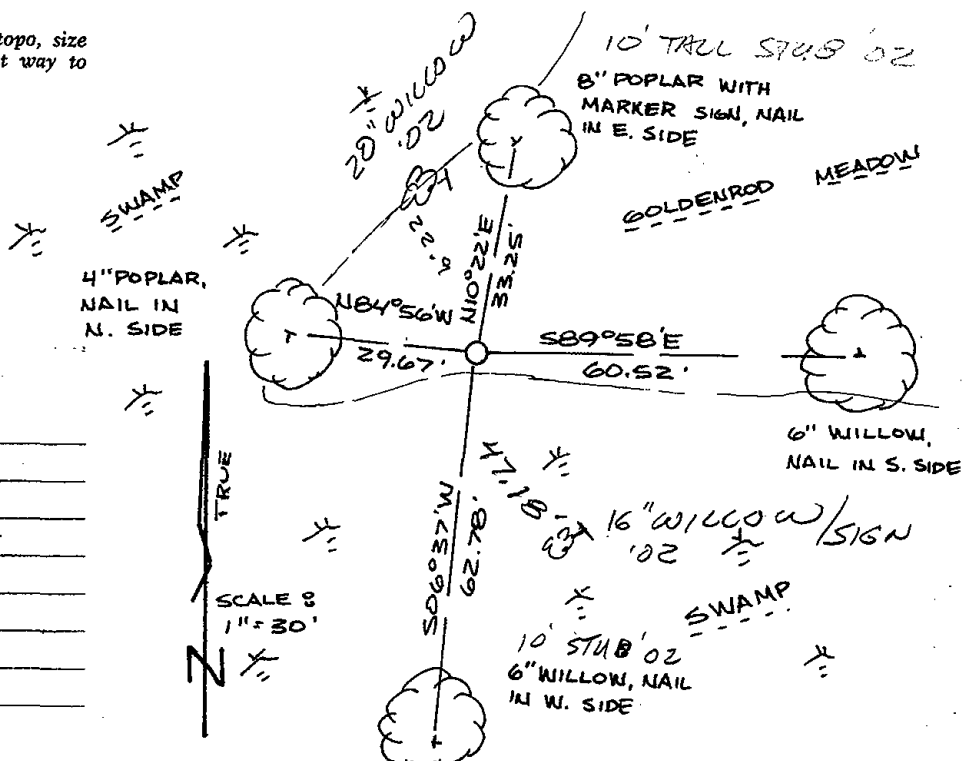 topo, size
t way to
10' TALL STUB '02
8" POPLAR WITH
MARKER SIGN, NAIL
IN E. SIDE
20" WILLOW
'02
SWAMP
GOLDENROD MEADOW
4" POPLAR,
NAIL IN
N. SIDE
N84°56'W
29.67'
N10°22'E
33.25'
S89°58'E
60.52'
6" WILLOW,
NAIL IN S. SIDE
TRUE
47.18'
16" WILLOW/SIGN
'02
S06°37'W
62.78'
SCALE:
1"=30'
N
SWAMP
10' STUB '02
6" WILLOW, NAIL
IN W. SIDE